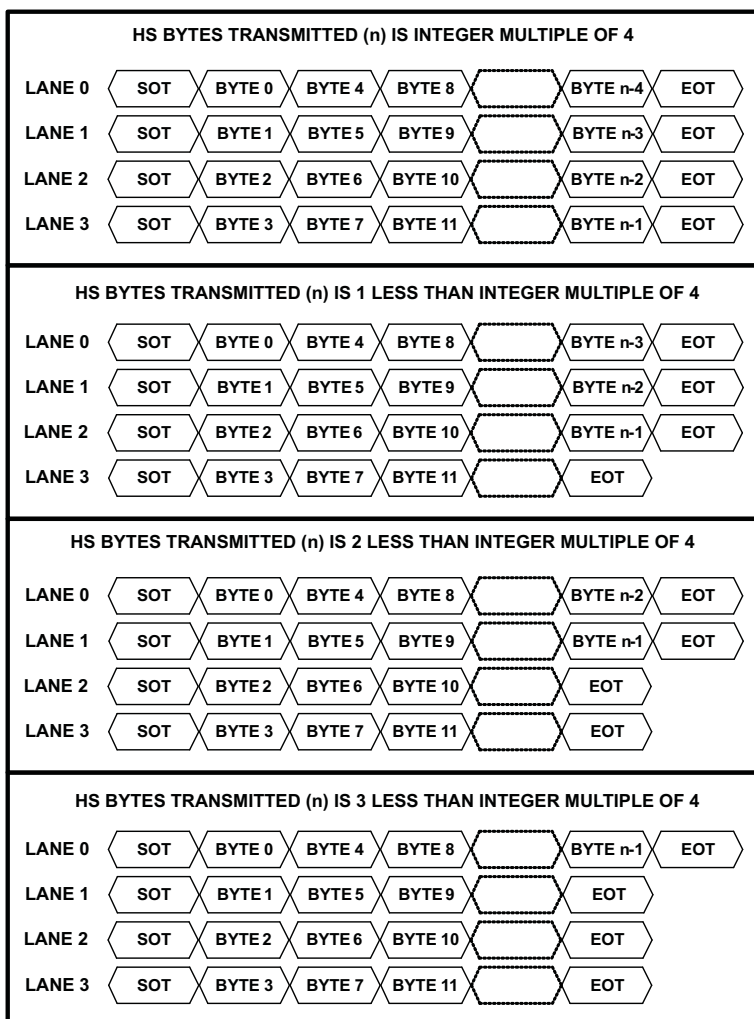 HS BYTES TRANSMITTED (n) IS INTEGER MULTIPLE OF 4
LANE 0 SOT BYTE 0 BYTE 4 BYTE 8 BYTE n-4 EOT
LANE 1 SOT BYTE 1 BYTE 5 BYTE 9 BYTE n-3 EOT
LANE 2 SOT BYTE 2 BYTE 6 BYTE 10 BYTE n-2 EOT
LANE 3 SOT BYTE 3 BYTE 7 BYTE 11 BYTE n-1 EOT
HS BYTES TRANSMITTED (n) IS 1 LESS THAN INTEGER MULTIPLE OF 4
LANE 0 SOT BYTE 0 BYTE 4 BYTE 8 BYTE n-3 EOT
LANE 1 SOT BYTE 1 BYTE 5 BYTE 9 BYTE n-2 EOT
LANE 2 SOT BYTE 2 BYTE 6 BYTE 10 BYTE n-1 EOT
LANE 3 SOT BYTE 3 BYTE 7 BYTE 11 EOT
HS BYTES TRANSMITTED (n) IS 2 LESS THAN INTEGER MULTIPLE OF 4
LANE 0 SOT BYTE 0 BYTE 4 BYTE 8 BYTE n-2 EOT
LANE 1 SOT BYTE 1 BYTE 5 BYTE 9 BYTE n-1 EOT
LANE 2 SOT BYTE 2 BYTE 6 BYTE 10 EOT
LANE 3 SOT BYTE 3 BYTE 7 BYTE 11 EOT
HS BYTES TRANSMITTED (n) IS 3 LESS THAN INTEGER MULTIPLE OF 4
LANE 0 SOT BYTE 0 BYTE 4 BYTE 8 BYTE n-1 EOT
LANE 1 SOT BYTE 1 BYTE 5 BYTE 9 EOT
LANE 2 SOT BYTE 2 BYTE 6 BYTE 10 EOT
LANE 3 SOT BYTE 3 BYTE 7 BYTE 11 EOT